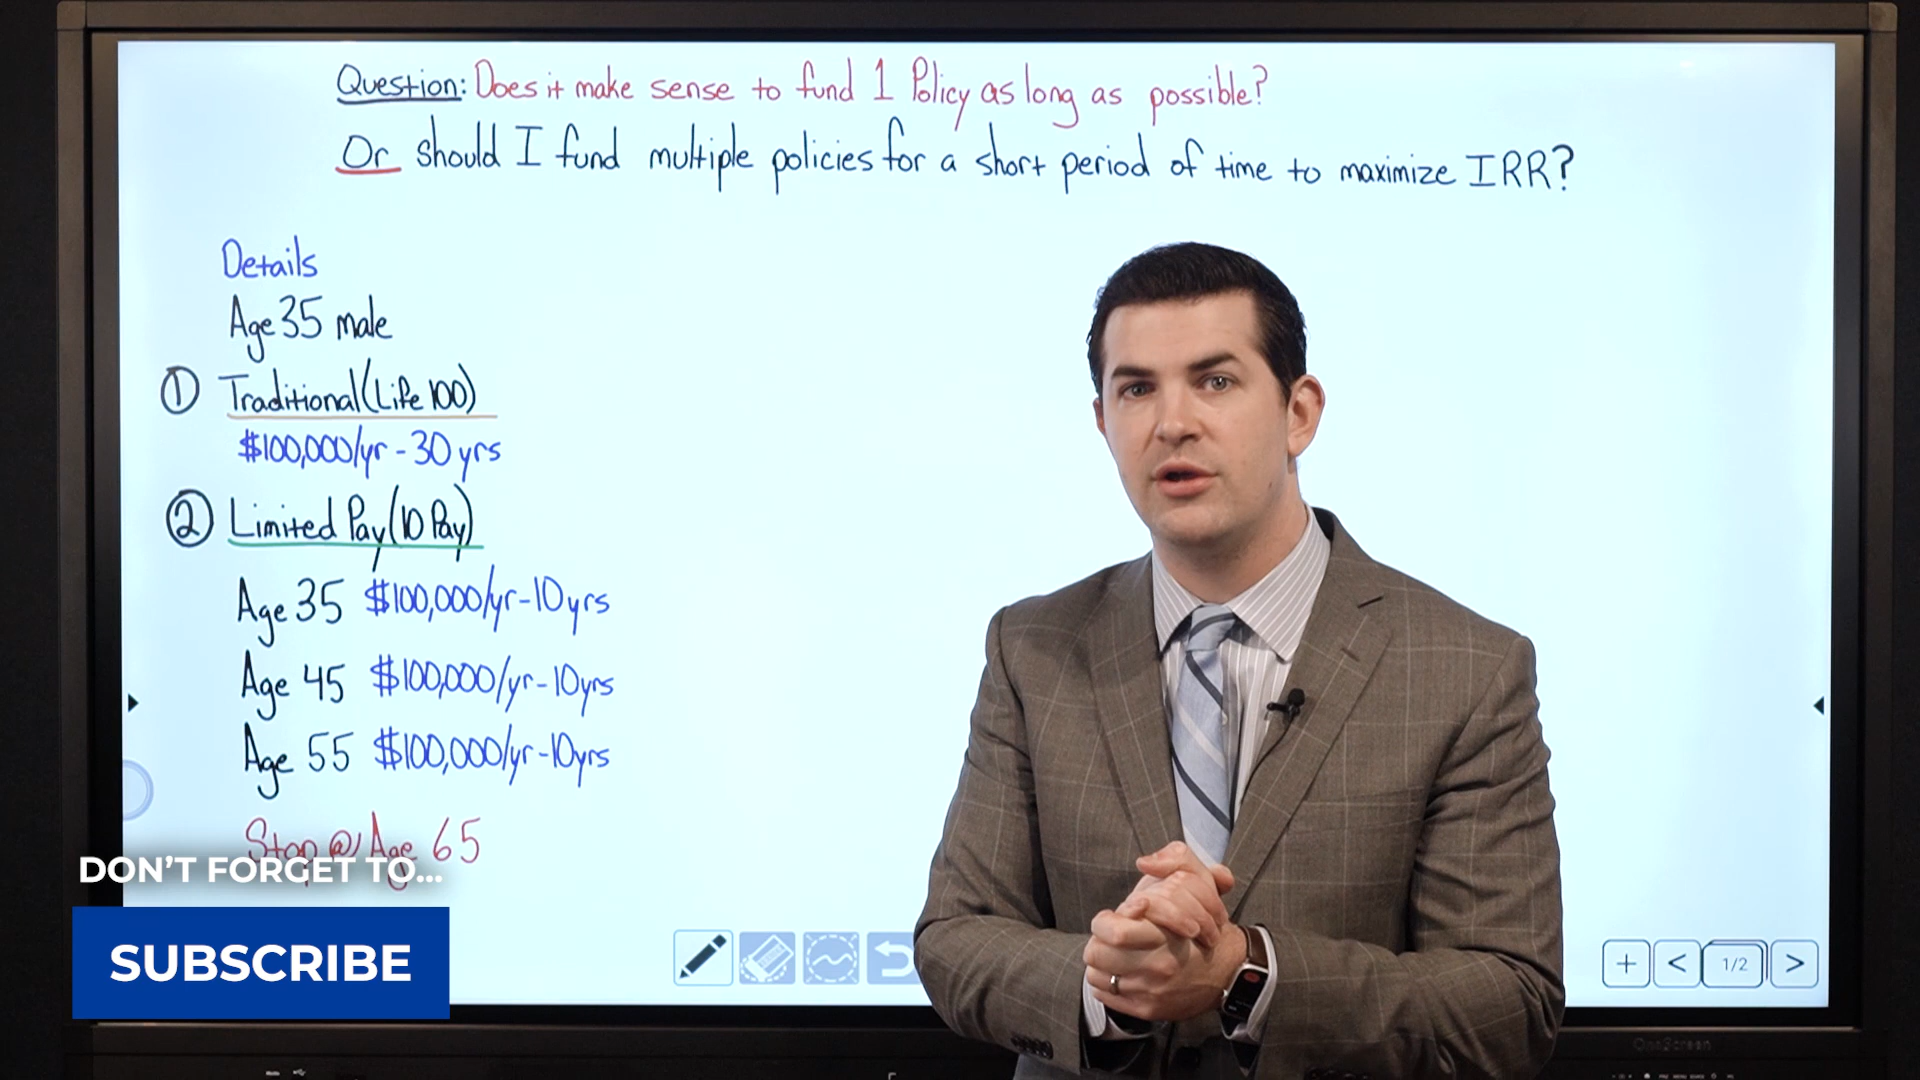 Question: Does it make sense to fund 1 Policy as long as possible?
Or should I fund multiple policies for a short period of time to maximize IRR?
Details
Age 35 male
① Traditional (Life 100)
$100,000/yr - 30 yrs
② Limited Pay (10 Pay)
Age 35 $100,000/yr - 10 yrs
Age 45 $100,000/yr - 10 yrs
Age 55 $100,000/yr - 10 yrs
Stop @ Age 65
DON'T FORGET TO...
SUBSCRIBE
+ < 1/2 >
OneScreen